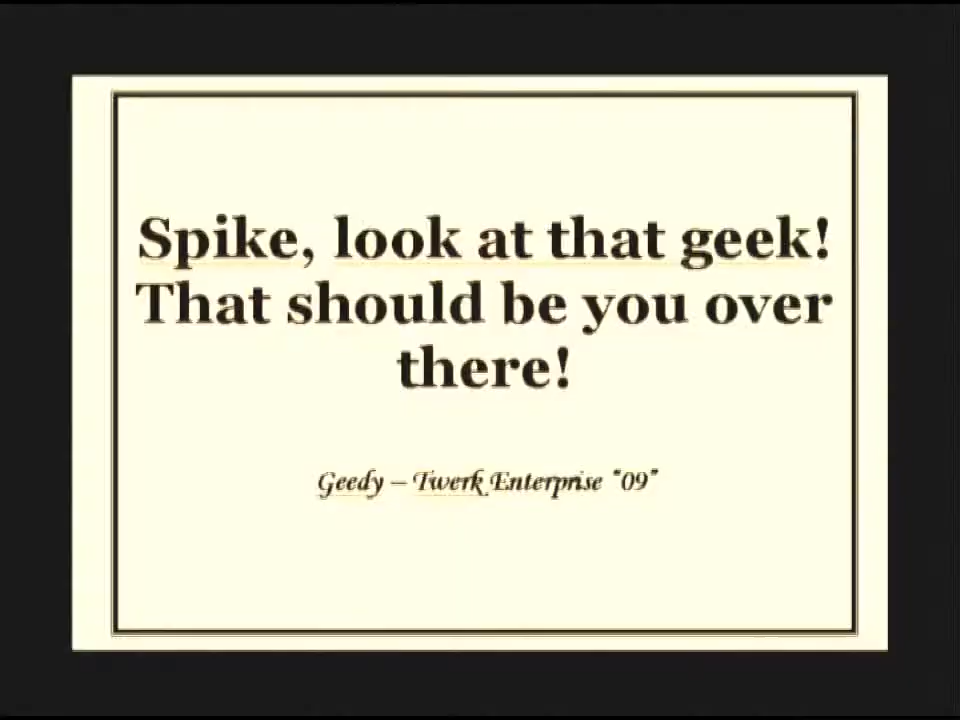 Spike, look at that geek!
That should be you over
there!
Geedy – Twerk Enterprise "09"